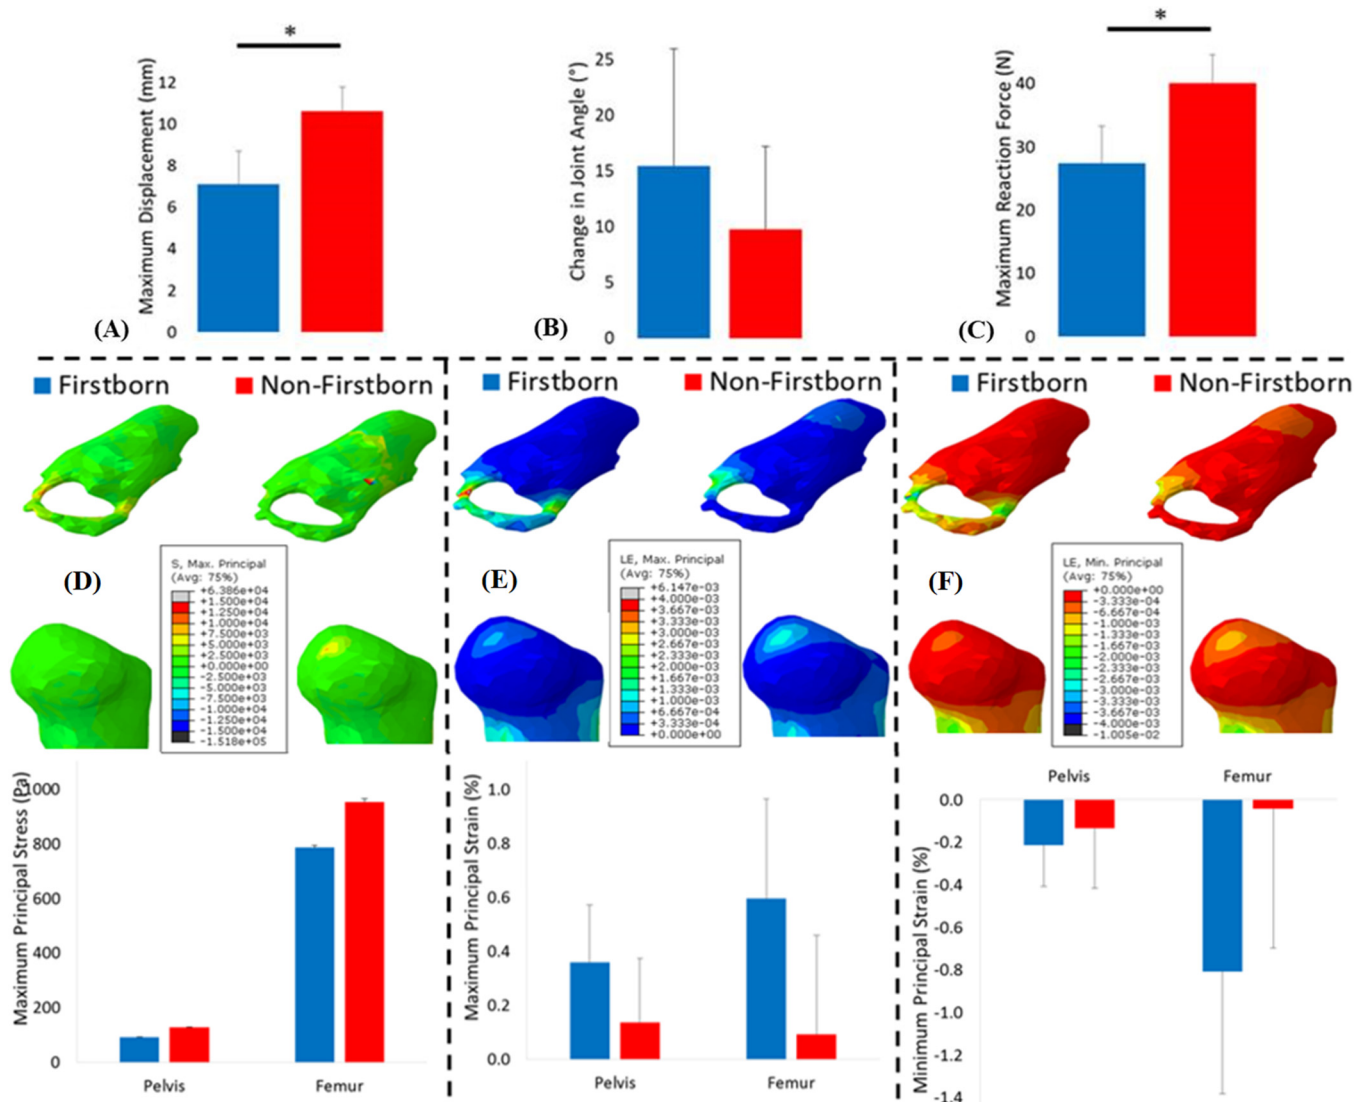 *
*
Maximum Displacement (mm)
12
10
8
6
4
2
0
(A)
Change in Joint Angle (°)
25
20
15
10
5
0
(B)
Maximum Reaction Force (N)
40
30
20
10
0
(C)
Firstborn Non-Firstborn
Firstborn Non-Firstborn
Firstborn Non-Firstborn
(D)
S, Max. Principal
(Avg: 75%)
+6.386e+04
+1.500e+04
+1.250e+04
+1.000e+04
+7.500e+03
+5.000e+03
+2.500e+03
+0.000e+00
-2.500e+03
-5.000e+03
-7.500e+03
-1.000e+04
-1.250e+04
-1.500e+04
-1.518e+05
(E)
LE, Max. Principal
(Avg: 75%)
+6.147e-03
+4.000e-03
+3.667e-03
+3.333e-03
+3.000e-03
+2.667e-03
+2.333e-03
+2.000e-03
+1.667e-03
+1.333e-03
+1.000e-03
+6.667e-04
+3.333e-04
+0.000e+00
(F)
LE, Min. Principal
(Avg: 75%)
+0.000e+00
-3.333e-04
-6.667e-04
-1.000e-03
-1.333e-03
-1.667e-03
-2.000e-03
-2.333e-03
-2.667e-03
-3.000e-03
-3.333e-03
-3.667e-03
-4.000e-03
-1.005e-02
Maximum Principal Stress (Pa)
1000
800
600
400
200
0
Pelvis Femur
Maximum Principal Strain (%)
1.0
0.8
0.6
0.4
0.2
0.0
Pelvis Femur
Pelvis Femur
Minimum Principal Strain (%)
0.0
-0.2
-0.4
-0.6
-0.8
-1.0
-1.2
-1.4